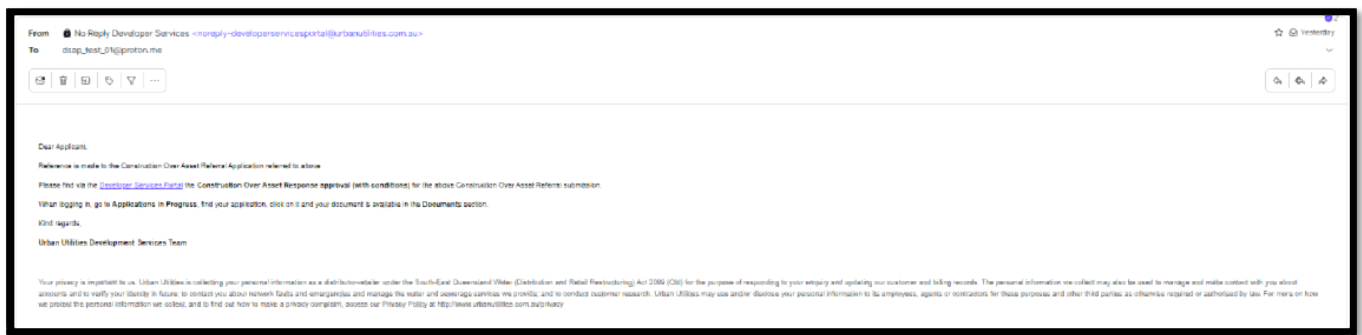 2
From No Reply Developer Services <noreply-developerservicesportal@urbanutilities.com.au>
Yesterday
To dsap_test_01@proton.me
Dear Applicant,
Reference is made to the Construction Over Asset Referral Application referred to above
Please find via the Developer Services Portal the Construction Over Asset Response approval (with conditions) for the above Construction Over Asset Referral submission.
When logging in, go to Applications in Progress, find your application, click on it and your document is available in the Documents section.
Kind regards,
Urban Utilities Development Services Team
Your privacy is important to us. Urban Utilities is collecting your personal information as a distributor-retailer under the South-East Queensland Water (Distribution and Retail Restructuring) Act 2009 (Qld) for the purpose of responding to your enquiry and updating our customer and billing records. The personal information we collect may also be used to manage and make contact with you about
accounts and to verify your identity in future, to contact you about network faults and emergencies and manage the water and sewerage services we provide, and to conduct customer research. Urban Utilities may use and/or disclose your personal information to its employees, agents or contractors for these purposes and other third parties as otherwise required or authorised by law. For more on how
we protect the personal information we collect, and to find out how to make a privacy complaint, access our Privacy Policy at http://www.urbanutilities.com.au/privacy